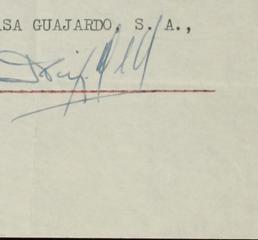 ASA GUAJARDO, S. A.,